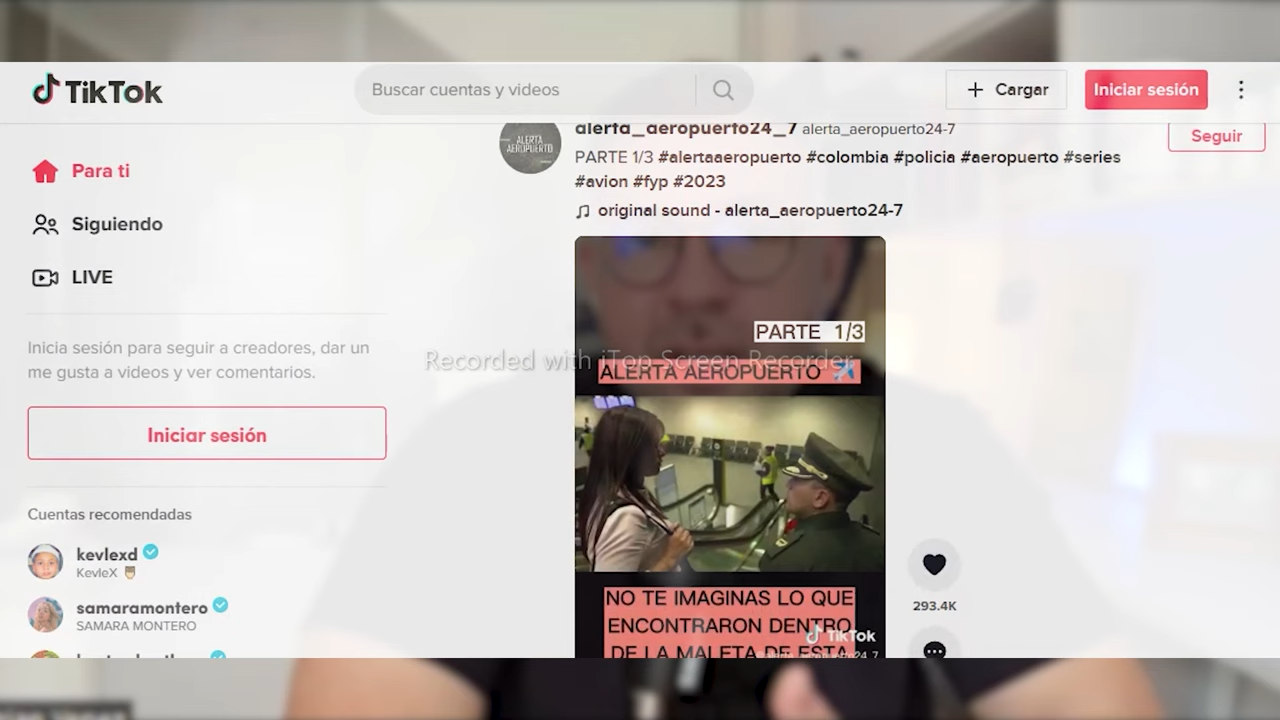 TikTok
Buscar cuentas y videos
Cargar
Iniciar sesión
Para ti
Siguiendo
LIVE
Inicia sesión para seguir a creadores, dar un
me gusta a videos y ver comentarios.
Iniciar sesión
Cuentas recomendadas
kevlexd
KevleX
samaramontero
SAMARA MONTERO
ALERTA
AEROPUERTO
alerta_aeropuerto24_7 alerta_aeropuerto24-7
Seguir
PARTE 1/3 #alertaaeropuerto #colombia #policia #aeropuerto #series
#avion #fyp #2023
original sound - alerta_aeropuerto24-7
PARTE 1/3
Recorded with iTop Screen Recorder
ALERTA AEROPUERTO
NO TE IMAGINAS LO QUE
ENCONTRARON DENTRO
TikTok
DE LA MALETA DE ESTA
293.4K